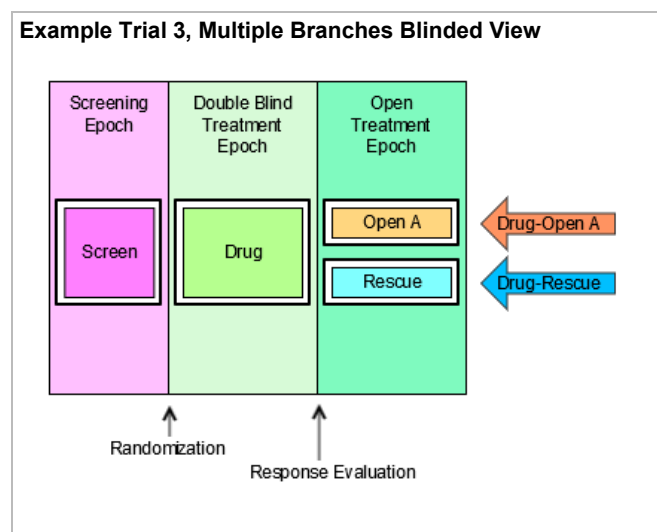 Example Trial 3, Multiple Branches Blinded View
Screening
Epoch
Double Blind
Treatment
Epoch
Open
Treatment
Epoch
Screen
Drug
Open A
Rescue
Drug-Open A
Drug-Rescue
Randomization
Response Evaluation